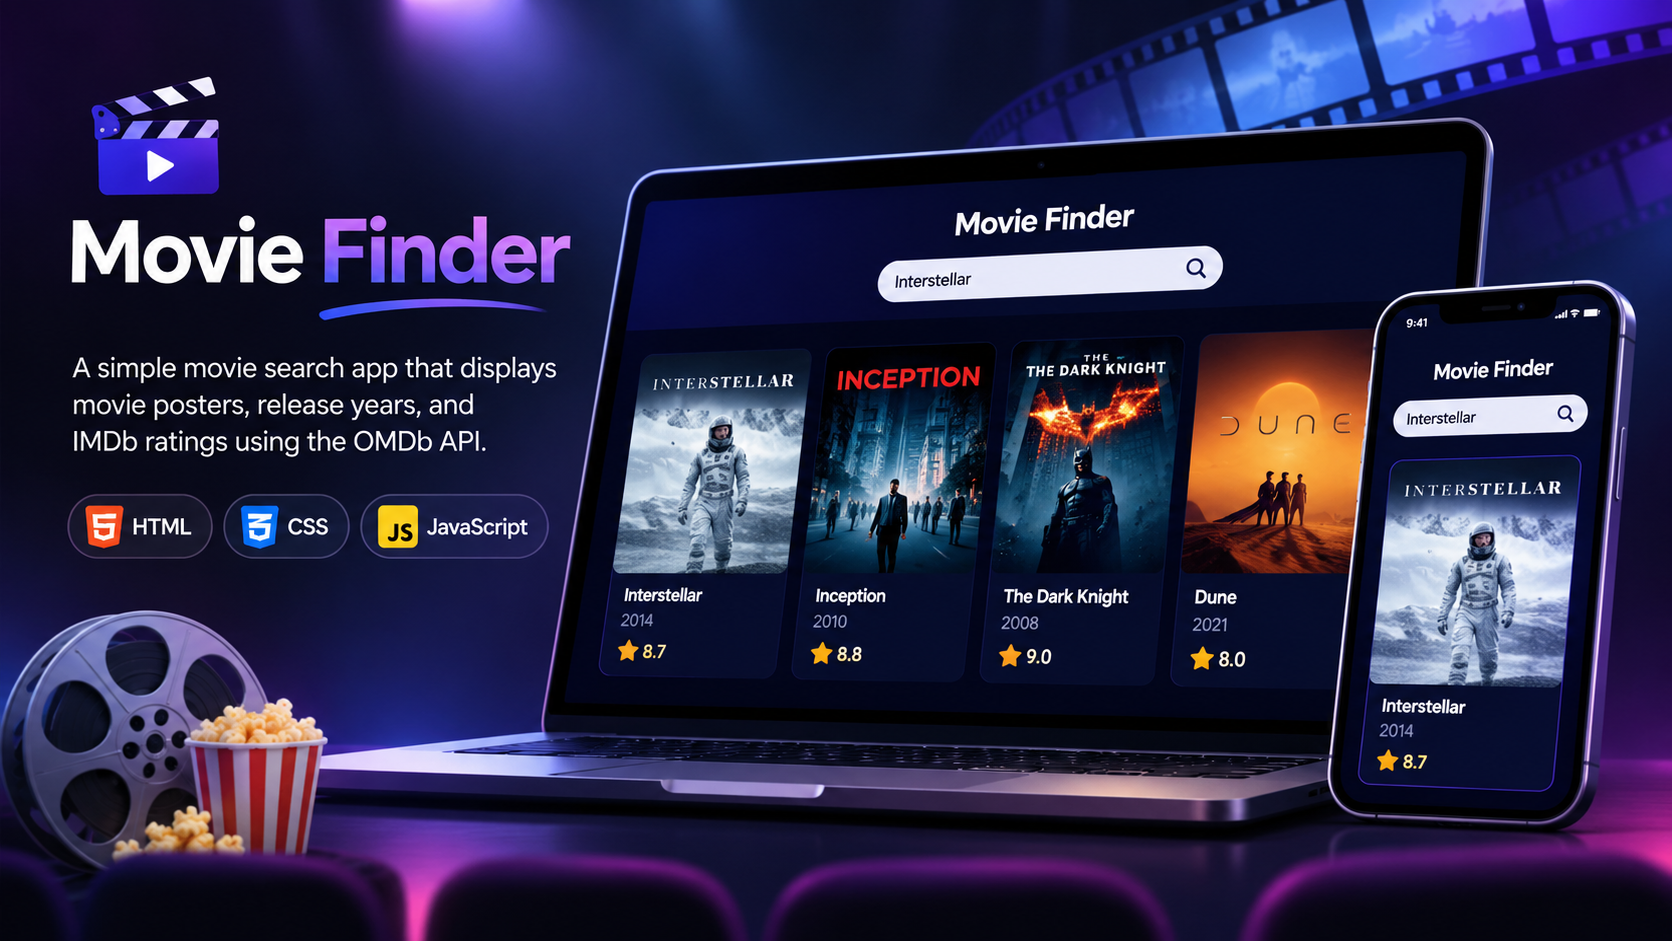 Movie Finder
A simple movie search app that displays
movie posters, release years, and
IMDb ratings using the OMDb API.
HTML
CSS
JS JavaScript
Movie Finder
Interstellar
INTERSTELLAR
INCEPTION
THE
THE DARK KNIGHT
DUNE
Interstellar
2014
8.7
Inception
2010
8.8
The Dark Knight
2008
9.0
Dune
2021
8.0
9:41
Movie Finder
Interstellar
INTERSTELLAR
Interstellar
2014
8.7